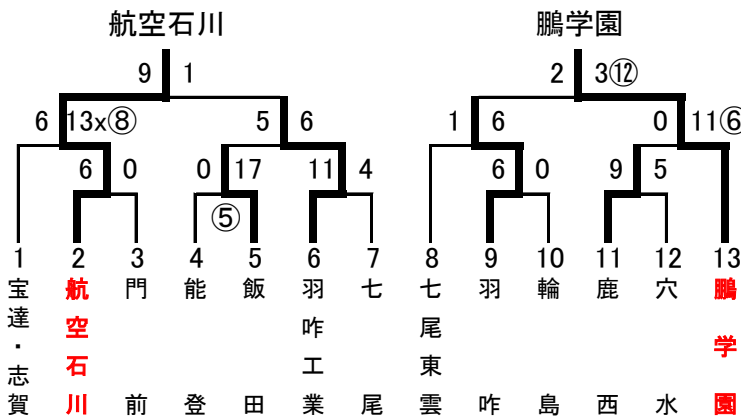 航空石川 鵬学園
9 1 2 3⑫
6 13x⑧ 5 6 1 6 0 11⑥
6 0 0 17 11 4 6 0 9 5
⑤
1 2 3 4 5 6 7 8 9 10 11 12 13
宝達・志賀
航空石川
門前
能登
飯田
羽咋工業
七尾
七尾東雲
羽咋
輪島
鹿西
穴水
鵬学園